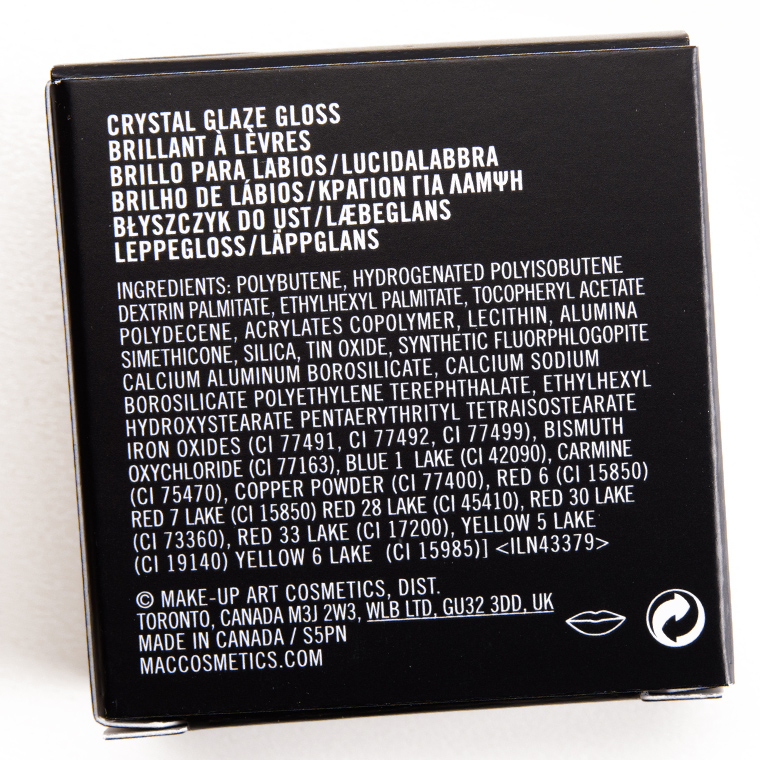 CRYSTAL GLAZE GLOSS
BRILLANT À LÈVRES
BRILLO PARA LABIOS/LUCIDALABBRA
BRILHO DE LÁBIOS/ΚΡΑΓΙΟΝ ΓΙΑ ΛΑΜΨΗ
BŁYSZCZYK DO UST/LÆBEGLANS
LEPPEGLOSS/LÄPPGLANS
INGREDIENTS: POLYBUTENE, HYDROGENATED POLYISOBUTENE
DEXTRIN PALMITATE, ETHYLHEXYL PALMITATE, TOCOPHERYL ACETATE
POLYDECENE, ACRYLATES COPOLYMER, LECITHIN, ALUMINA
SIMETHICONE, SILICA, TIN OXIDE, SYNTHETIC FLUORPHLOGOPITE
CALCIUM ALUMINUM BOROSILICATE, CALCIUM SODIUM
BOROSILICATE POLYETHYLENE TEREPHTHALATE, ETHYLHEXYL
HYDROXYSTEARATE PENTAERYTHRITYL TETRAISOSTEARATE
IRON OXIDES (CI 77491, CI 77492, CI 77499), BISMUTH
OXYCHLORIDE (CI 77163), BLUE 1 LAKE (CI 42090), CARMINE
(CI 75470), COPPER POWDER (CI 77400), RED 6 (CI 15850)
RED 7 LAKE (CI 15850) RED 28 LAKE (CI 45410), RED 30 LAKE
(CI 73360), RED 33 LAKE (CI 17200), YELLOW 5 LAKE
(CI 19140) YELLOW 6 LAKE (CI 15985)] <ILN43379>
© MAKE-UP ART COSMETICS, DIST.
TORONTO, CANADA M3J 2W3, WLB LTD, GU32 3DD, UK
MADE IN CANADA / S5PN
MACCOSMETICS.COM